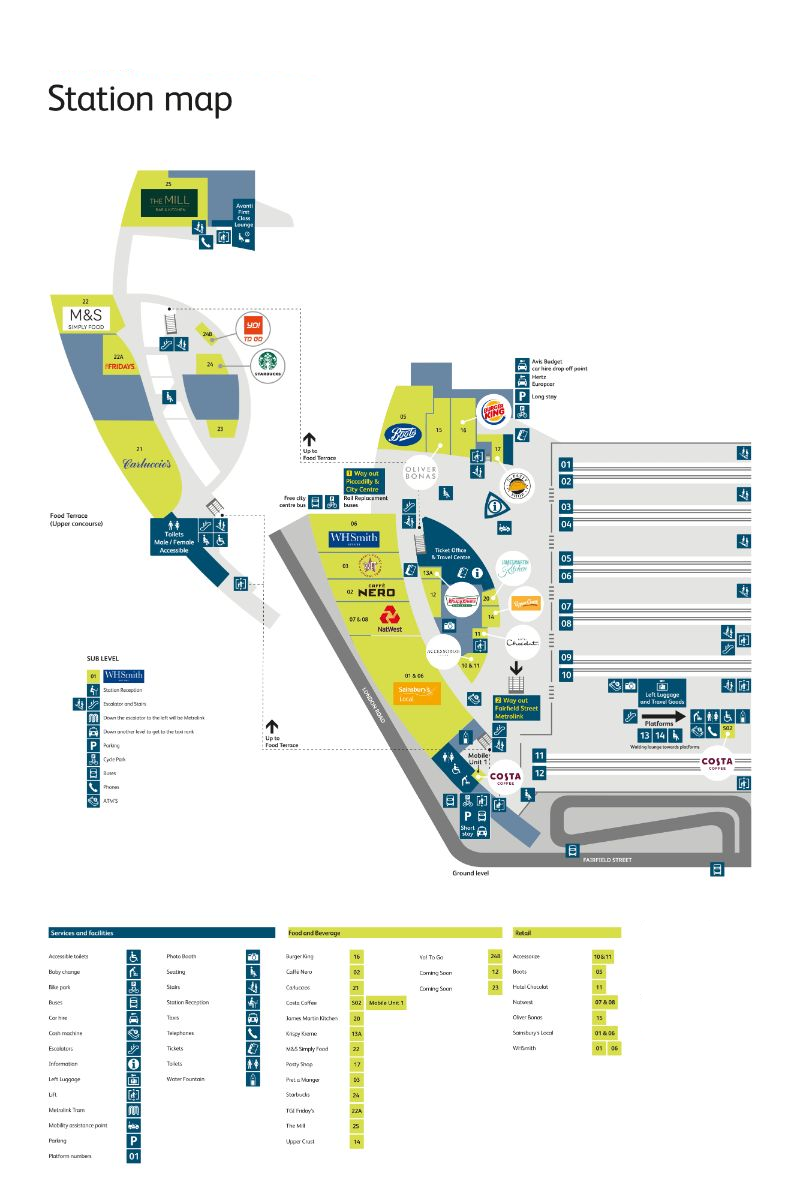 Station map
25
THE MILL
BAR & KITCHEN
Avanti
First
Class
Lounge
22
M&S
SIMPLY FOOD
22A
FRIDAYS
24B
YO!
TO GO
24
STARBUCKS
23
21
Carluccio's
Food Terrace
(Upper concourse)
Toilets
Male / Female
Accessible
Up to
Food Terrace
1 Way out
Piccadilly &
City Centre
Free city
centre bus
Rail Replacement
buses
Avis Budget
car hire drop off point
Hertz
Europcar
P Long stay
05
Boots
15
16
BURGER
KING
17
OLIVER
BONAS
06
WHSmith
03
02 CAFFÈ
NERO
07 & 08
NatWest
01 & 06
Sainsbury's
Local
Ticket Office
& Travel Centre
13A
12
Krispy Kreme
20
JAMES MARTIN
Kitchen
14
Upper Crust
11
Hotel Chocolat
ACCESSORIZE
10 & 11
2 Way out
Fairfield Street
Metrolink
LONDON ROAD
Up to
Food Terrace
Mobile
Unit 1
COSTA
COFFEE
P
Short
stay
Ground level
FAIRFIELD STREET
01
02
03
04
05
06
07
08
09
10
11
12
Left Luggage
and Travel Goods
Platforms
13 14
S02
Waiting lounge towards platforms
COSTA
COFFEE
SUB LEVEL
01 WHSmith
Station Reception
Escalator and Stairs
Down the escalator to the left will be Metrolink
Down another level to get to the taxi rank
P Parking
Cycle Park
Buses
Phones
ATM'S
Services and facilities
Accessible toilets
Baby change
Bike park
Buses
Car hire
Cash machine
Escalators
Information
Left Luggage
Lift
Metrolink Tram
Mobility assistance point
Parking P
Platform numbers 01
Photo Booth
Seating
Stairs
Station Reception
Taxis
Telephones
Tickets
Toilets
Water Fountain
Food and Beverage
Burger King 16
Caffè Nero 02
Carluccios 21
Costa Coffee S02 Mobile Unit 1
James Martin Kitchen 20
Krispy Kreme 13A
M&S Simply Food 22
Pasty Shop 17
Pret a Manger 03
Starbucks 24
TGI Friday's 22A
The Mill 25
Upper Crust 14
Yo! To Go 24B
Coming Soon 12
Coming Soon 23
Retail
Accessorize 10 & 11
Boots 05
Hotel Chocolat 11
Natwest 07 & 08
Oliver Bonas 15
Sainsbury's Local 01 & 06
WHSmith 01 06